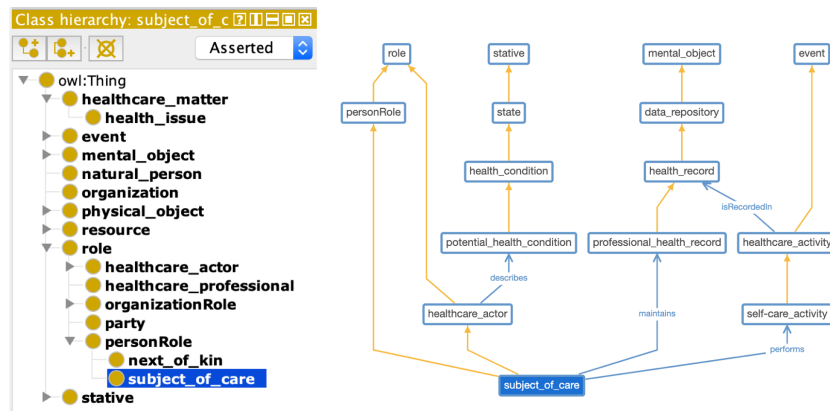 Class hierarchy: subject_of_c
Asserted
owl:Thing
healthcare_matter
health_issue
event
mental_object
natural_person
organization
physical_object
resource
role
healthcare_actor
healthcare_professional
organizationRole
party
personRole
next_of_kin
subject_of_care
stative
role
stative
mental_object
event
personRole
state
data_repository
health_condition
health_record
isRecordedIn
potential_health_condition
professional_health_record
healthcare_activity
describes
healthcare_actor
maintains
self-care_activity
performs
subject_of_care